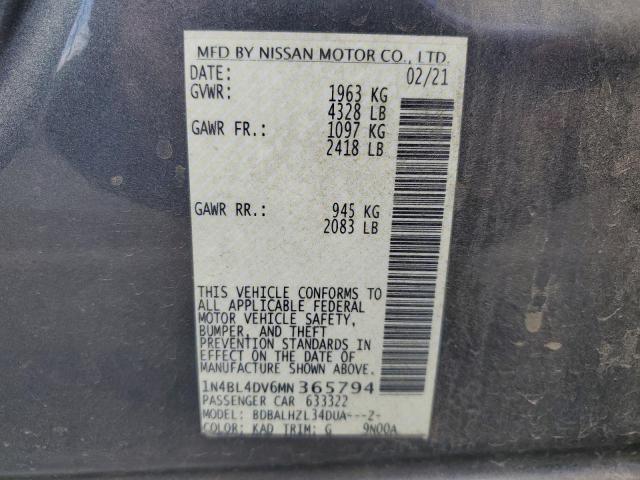 MFD BY NISSAN MOTOR CO., LTD.
DATE: 02/21
GVWR: 1963 KG
4328 LB
GAWR FR.: 1097 KG
2418 LB
GAWR RR.: 945 KG
2083 LB
THIS VEHICLE CONFORMS TO
ALL APPLICABLE FEDERAL
MOTOR VEHICLE SAFETY,
BUMPER, AND THEFT
PREVENTION STANDARDS IN
EFFECT ON THE DATE OF
MANUFACTURE SHOWN ABOVE.
1N4BL4DV6MN365794
PASSENGER CAR 633322
MODEL: BDBALHZL34DUA---2-
COLOR: KAD TRIM: G 9N00A